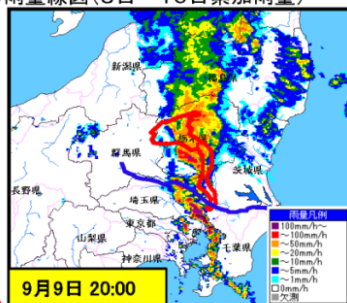 新潟県
栃木県
群馬県
長野県
茨城県
埼玉県
東京都
山梨県
神奈川県
千葉県
雨量凡例
100mm/h~
~100mm/h
~50mm/h
~20mm/h
~10mm/h
~5mm/h
~1mm/h
0mm/h
欠測
9月9日 20:00